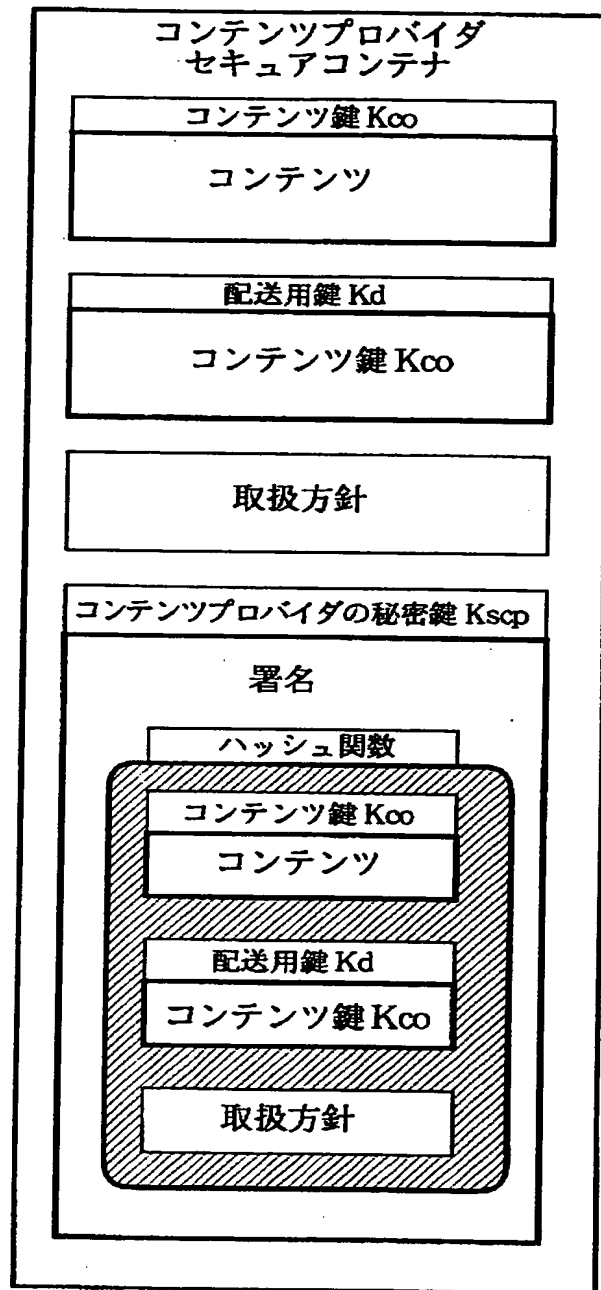 コンテンツプロバイダ
セキュアコンテナ
コンテンツ鍵 Kco
コンテンツ
配送用鍵 Kd
コンテンツ鍵 Kco
取扱方針
コンテンツプロバイダの秘密鍵 Kscp
署名
ハッシュ関数
コンテンツ鍵 Kco
コンテンツ
配送用鍵 Kd
コンテンツ鍵 Kco
取扱方針